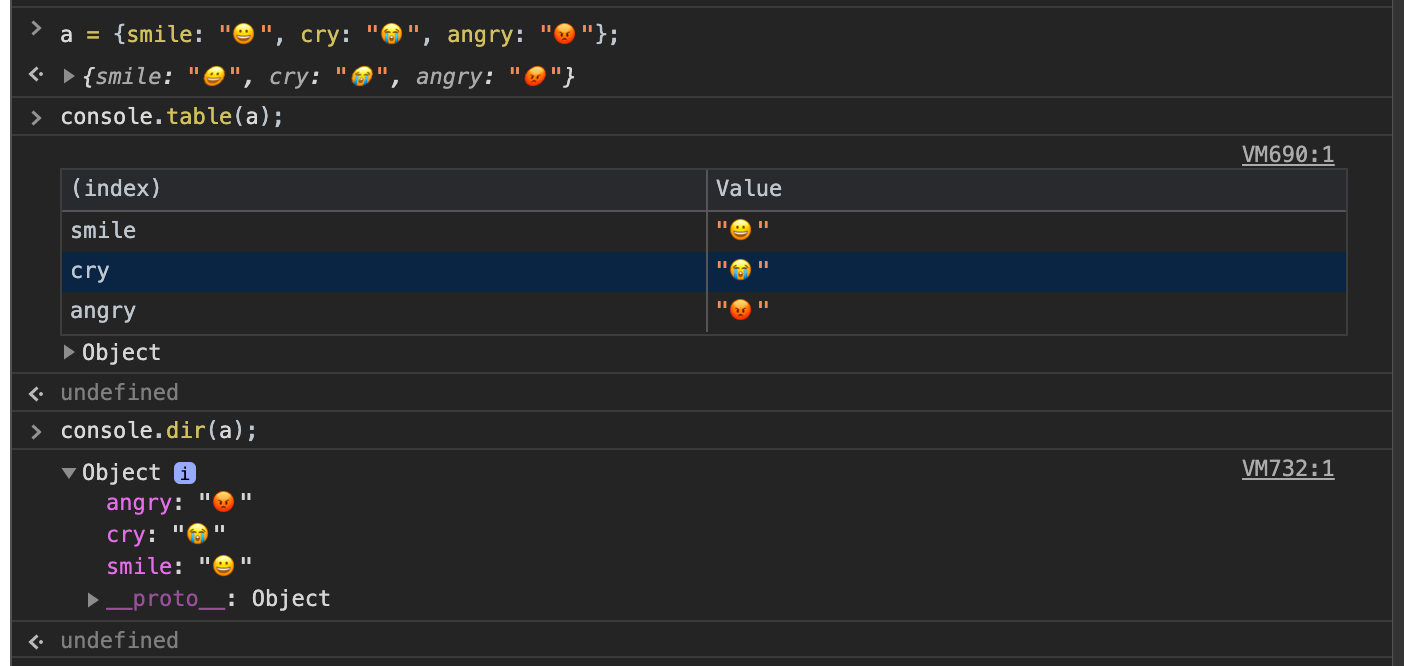 a = {smile: "😀", cry: "😭", angry: "😡"};
{smile: "😀", cry: "😭", angry: "😡"}
console.table(a);
VM690:1
(index) Value
smile "😀"
cry "😭"
angry "😡"
Object
undefined
console.dir(a);
Object i VM732:1
angry: "😡"
cry: "😭"
smile: "😀"
__proto__: Object
undefined